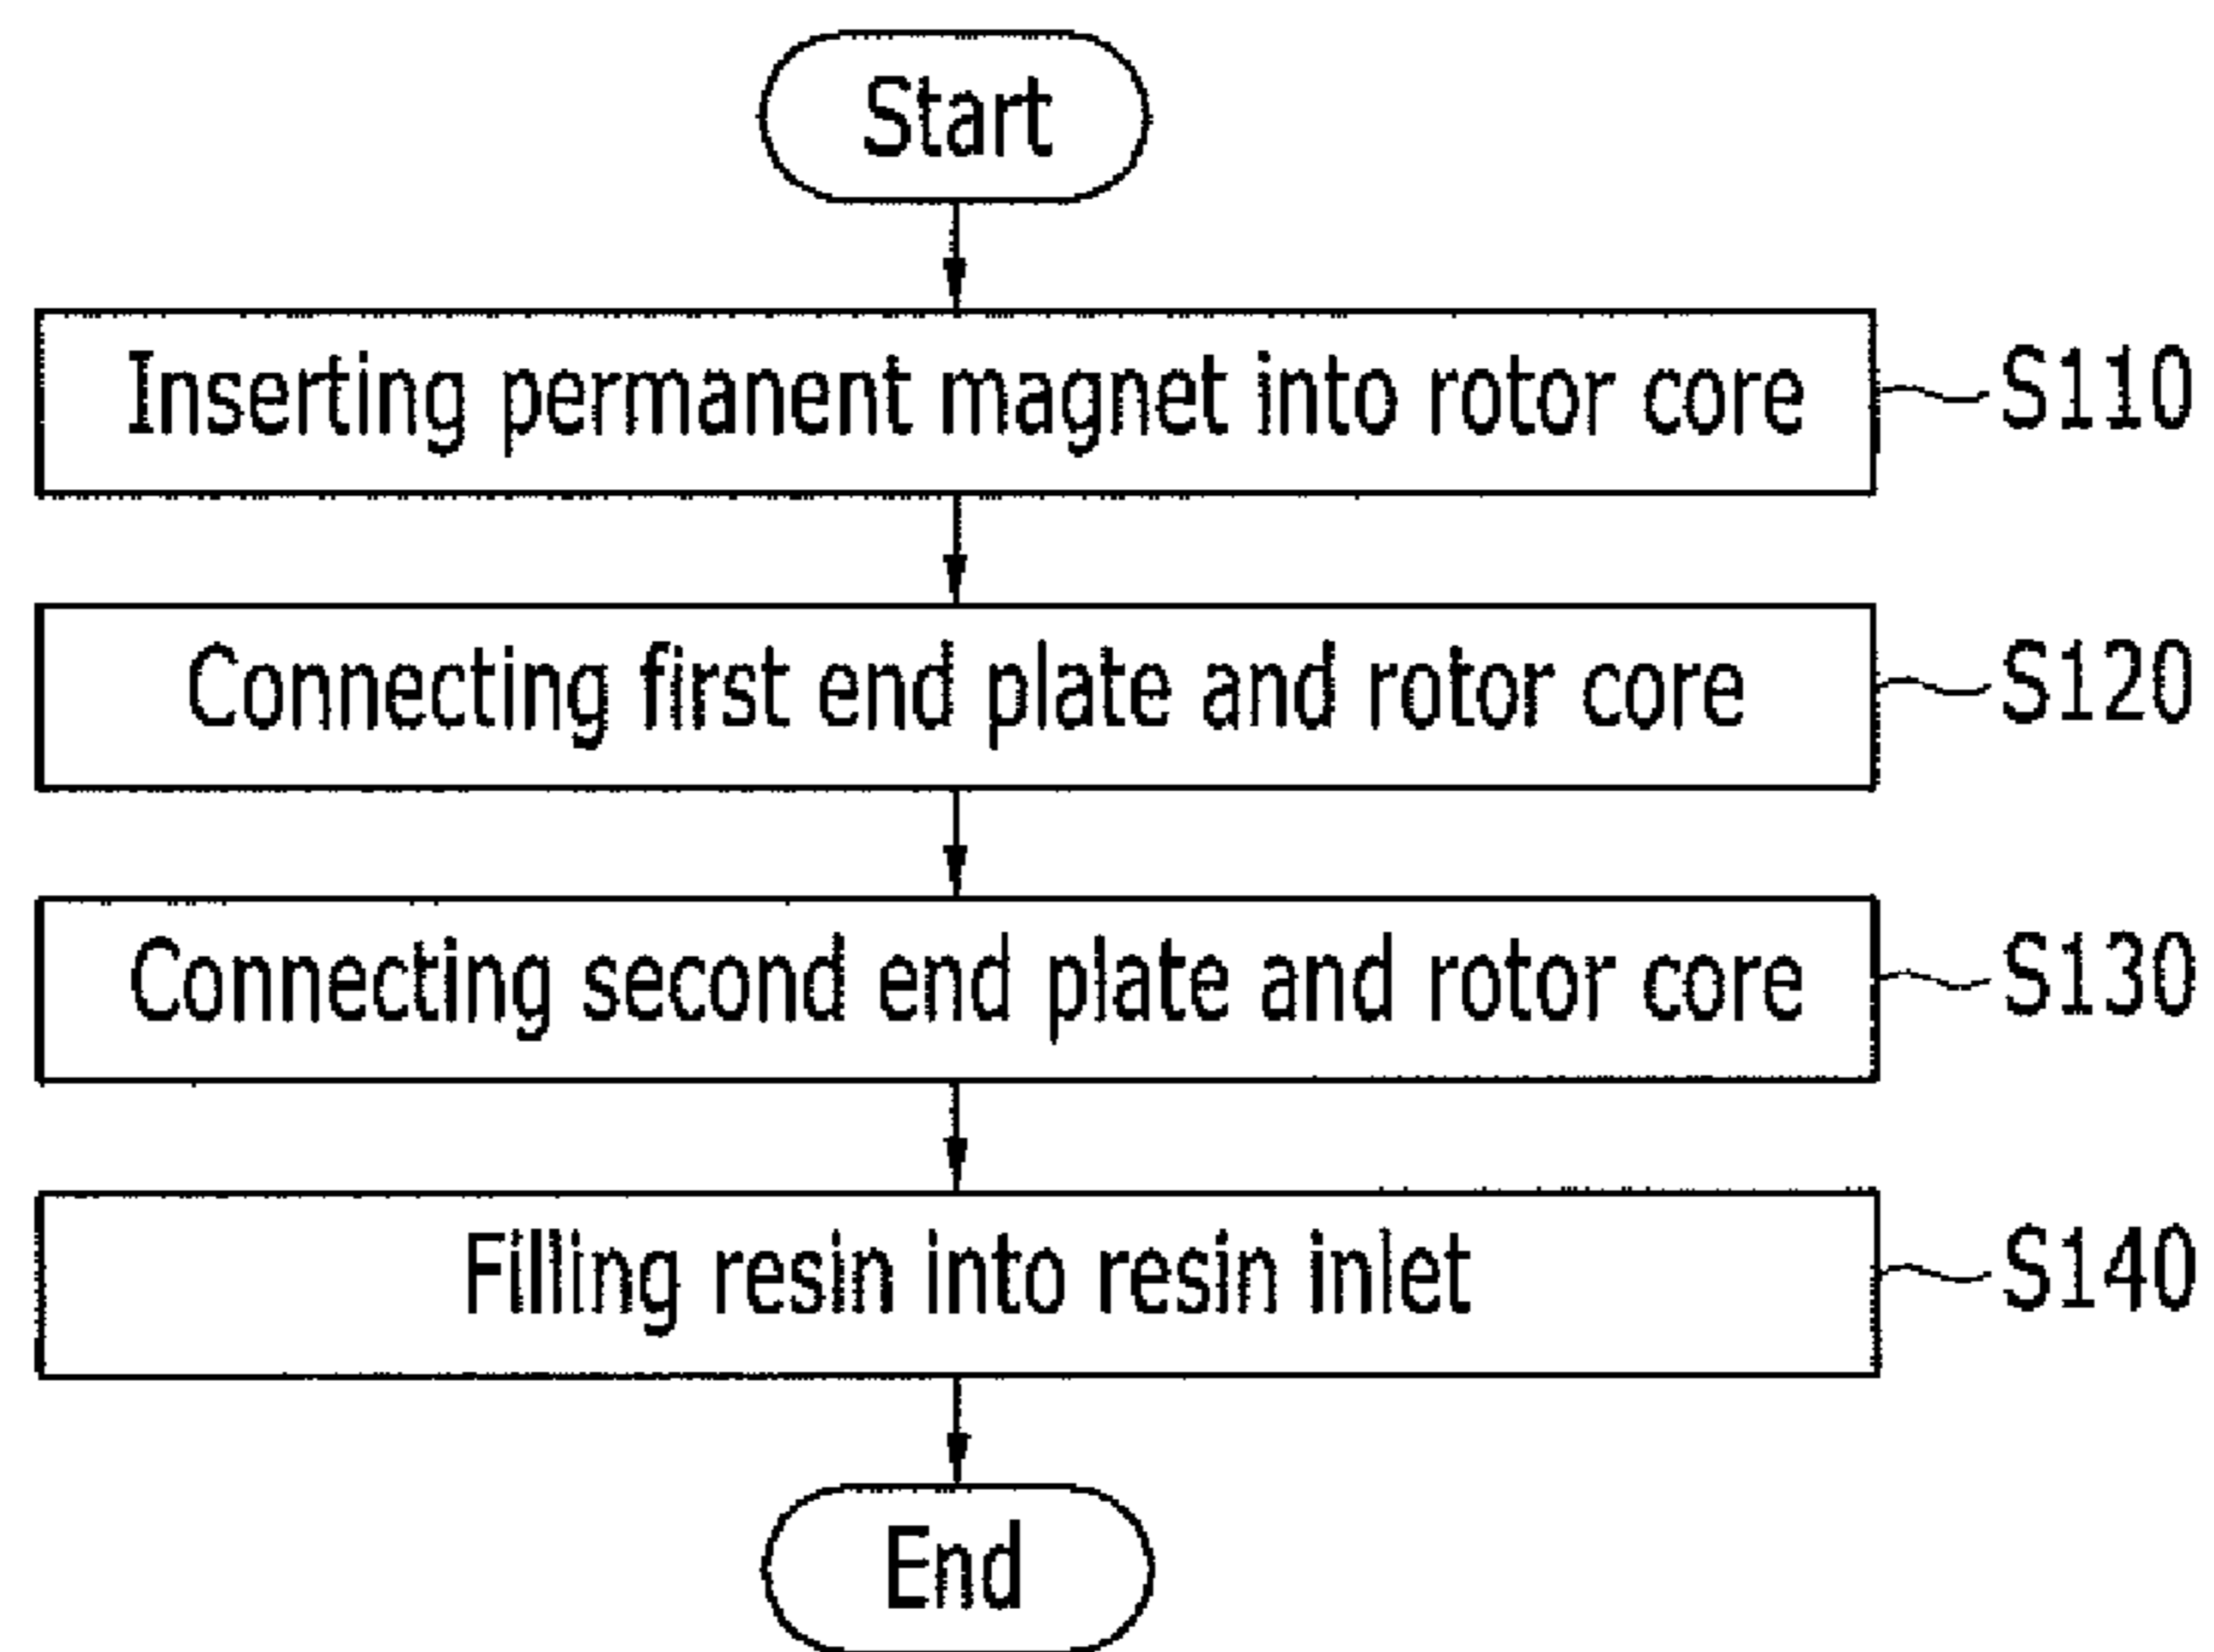 Start
Inserting permanent magnet into rotor core
S110
Connecting first end plate and rotor core
S120
Connecting second end plate and rotor core
S130
Filling resin into resin inlet
S140
End